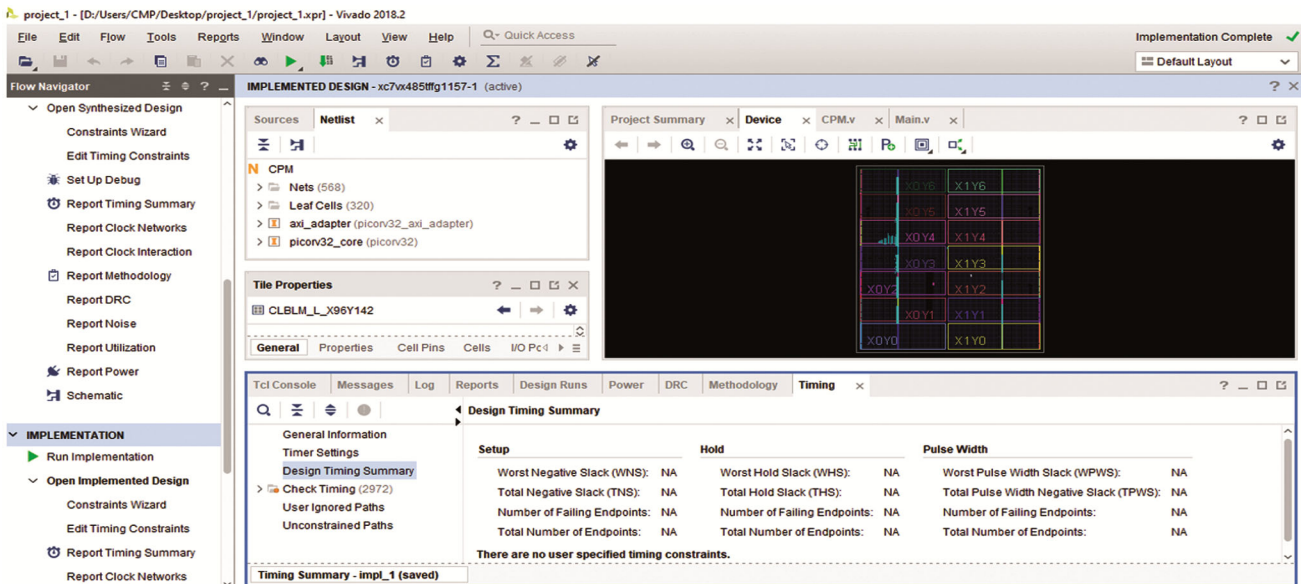 project_1 - [D:/Users/CMP/Desktop/project_1/project_1.xpr] - Vivado 2018.2
File Edit Flow Tools Reports Window Layout View Help Q- Quick Access
Implementation Complete
Default Layout
Flow Navigator
Open Synthesized Design
Constraints Wizard
Edit Timing Constraints
Set Up Debug
Report Timing Summary
Report Clock Networks
Report Clock Interaction
Report Methodology
Report DRC
Report Noise
Report Utilization
Report Power
Schematic
IMPLEMENTATION
Run Implementation
Open Implemented Design
Constraints Wizard
Edit Timing Constraints
Report Timing Summary
Report Clock Networks
IMPLEMENTED DESIGN - xc7vx485tffg1157-1 (active)
Sources Netlist
N CPM
Nets (568)
Leaf Cells (320)
axi_adapter (picorv32_axi_adapter)
picorv32_core (picorv32)
Tile Properties
CLBLM_L_X96Y142
General Properties Cell Pins Cells
Project Summary Device CPM.v Main.v
X0Y6 X1Y6
X0Y5 X1Y5
X0Y4 X1Y4
X0Y3 X1Y3
X0Y2 X1Y2
X0Y1 X1Y1
X0Y0 X1Y0
Tcl Console Messages Log Reports Design Runs Power DRC Methodology Timing
General Information
Timer Settings
Design Timing Summary
Check Timing (2972)
User Ignored Paths
Unconstrained Paths
Design Timing Summary
Setup Hold Pulse Width
Worst Negative Slack (WNS): NA Worst Hold Slack (WHS): NA Worst Pulse Width Slack (WPWS): NA
Total Negative Slack (TNS): NA Total Hold Slack (THS): NA Total Pulse Width Negative Slack (TPWS): NA
Number of Failing Endpoints: NA Number of Failing Endpoints: NA Number of Failing Endpoints: NA
Total Number of Endpoints: NA Total Number of Endpoints: NA Total Number of Endpoints: NA
There are no user specified timing constraints.
Timing Summary - impl_1 (saved)